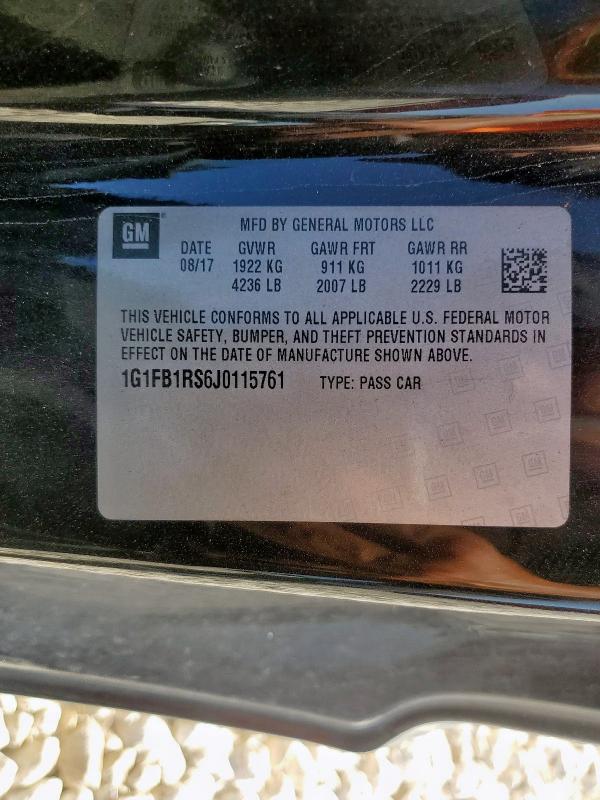 GM ® MFD BY GENERAL MOTORS LLC
DATE GVWR GAWR FRT GAWR RR
08/17 1922 KG 911 KG 1011 KG
4236 LB 2007 LB 2229 LB
THIS VEHICLE CONFORMS TO ALL APPLICABLE U.S. FEDERAL MOTOR
VEHICLE SAFETY, BUMPER, AND THEFT PREVENTION STANDARDS IN
EFFECT ON THE DATE OF MANUFACTURE SHOWN ABOVE.
1G1FB1RS6J0115761 TYPE: PASS CAR